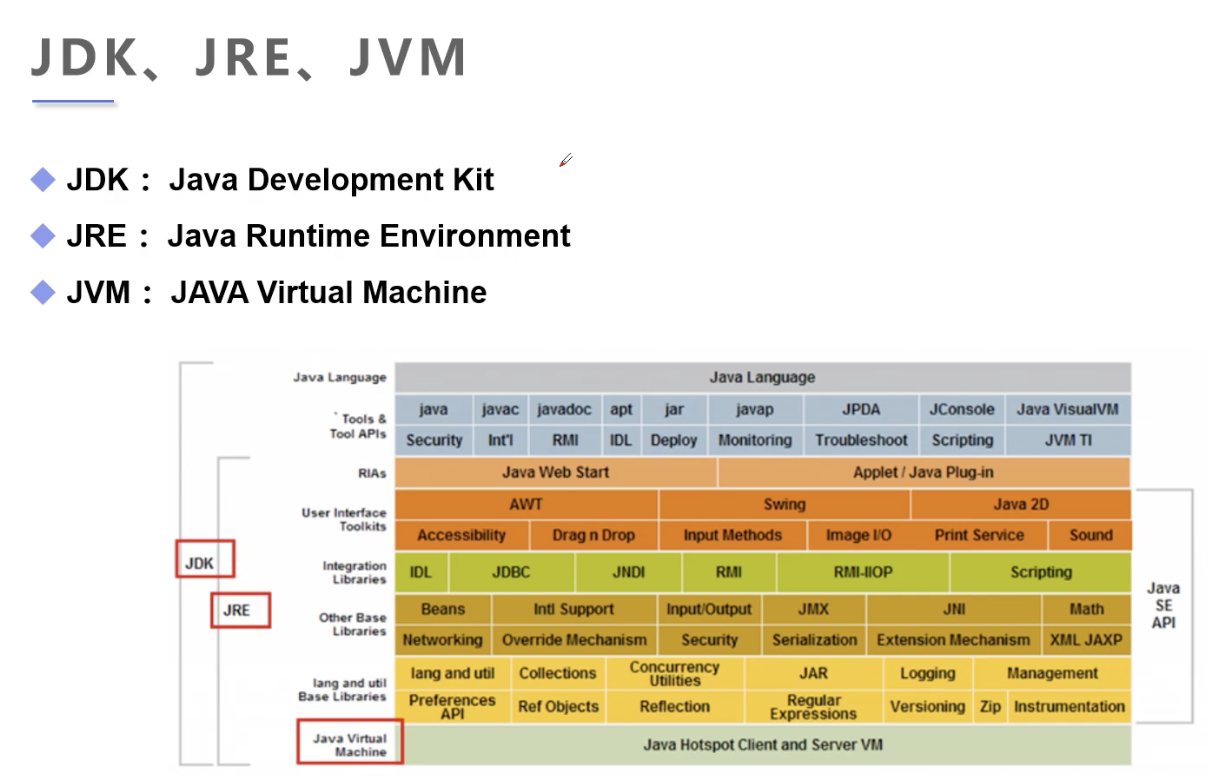 JDK、JRE、JVM
JDK： Java Development Kit
JRE： Java Runtime Environment
JVM： JAVA Virtual Machine
Java Language Java Language
Tools & Tool APIs
java javac javadoc apt jar javap JPDA JConsole Java VisualVM
Security Int'l RMI IDL Deploy Monitoring Troubleshoot Scripting JVM TI
RIAs Java Web Start Applet / Java Plug-in
User Interface Toolkits
AWT Swing Java 2D
Accessibility Drag n Drop Input Methods Image I/O Print Service Sound
JDK
Integration Libraries
IDL JDBC JNDI RMI RMI-IIOP Scripting
JRE
Other Base Libraries
Beans Intl Support Input/Output JMX JNI Math
Networking Override Mechanism Security Serialization Extension Mechanism XML JAXP
Java SE API
lang and util Base Libraries
lang and util Collections Concurrency Utilities JAR Logging Management
Preferences API Ref Objects Reflection Regular Expressions Versioning Zip Instrumentation
Java Virtual Machine
Java Hotspot Client and Server VM